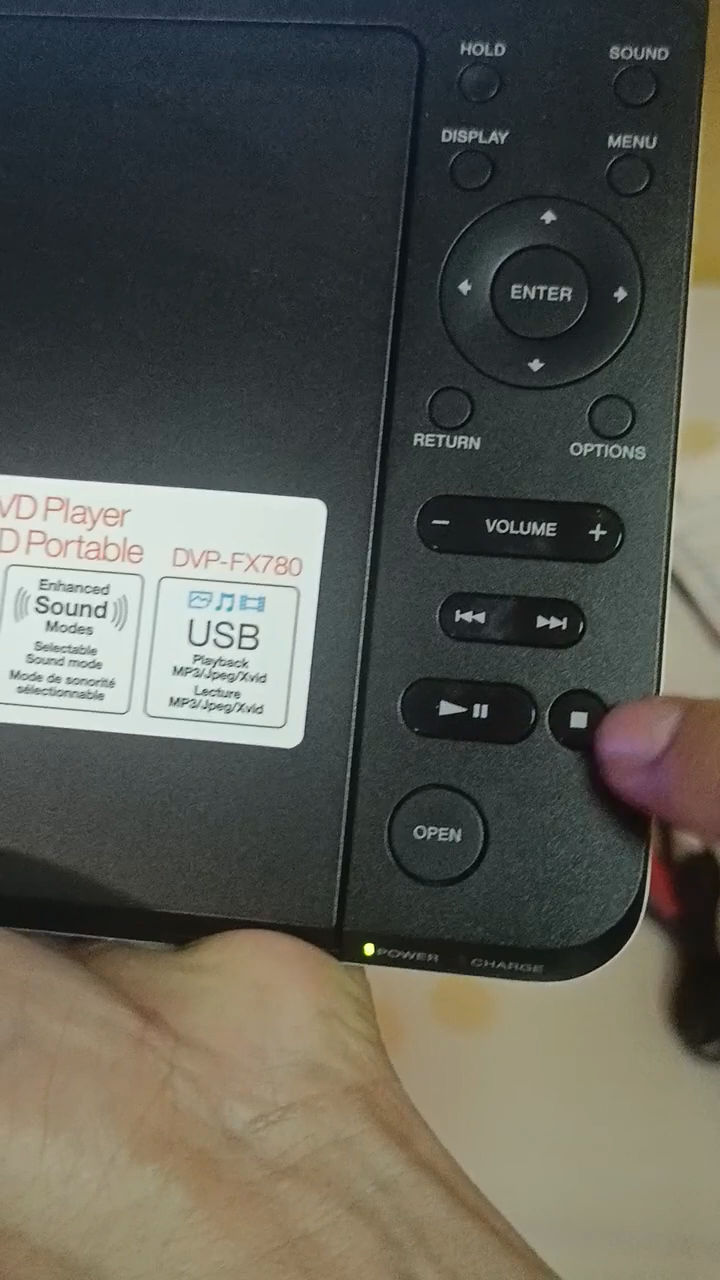 HOLD
SOUND
DISPLAY
MENU
ENTER
RETURN
OPTIONS
− VOLUME +
VD Player
D Portable
DVP-FX780
Enhanced
Sound
Modes
Selectable
Sound mode
Mode de sonorité
sélectionnable
USB
Playback
MP3/Jpeg/Xvid
Lecture
MP3/Jpeg/Xvid
OPEN
POWER
CHARGE